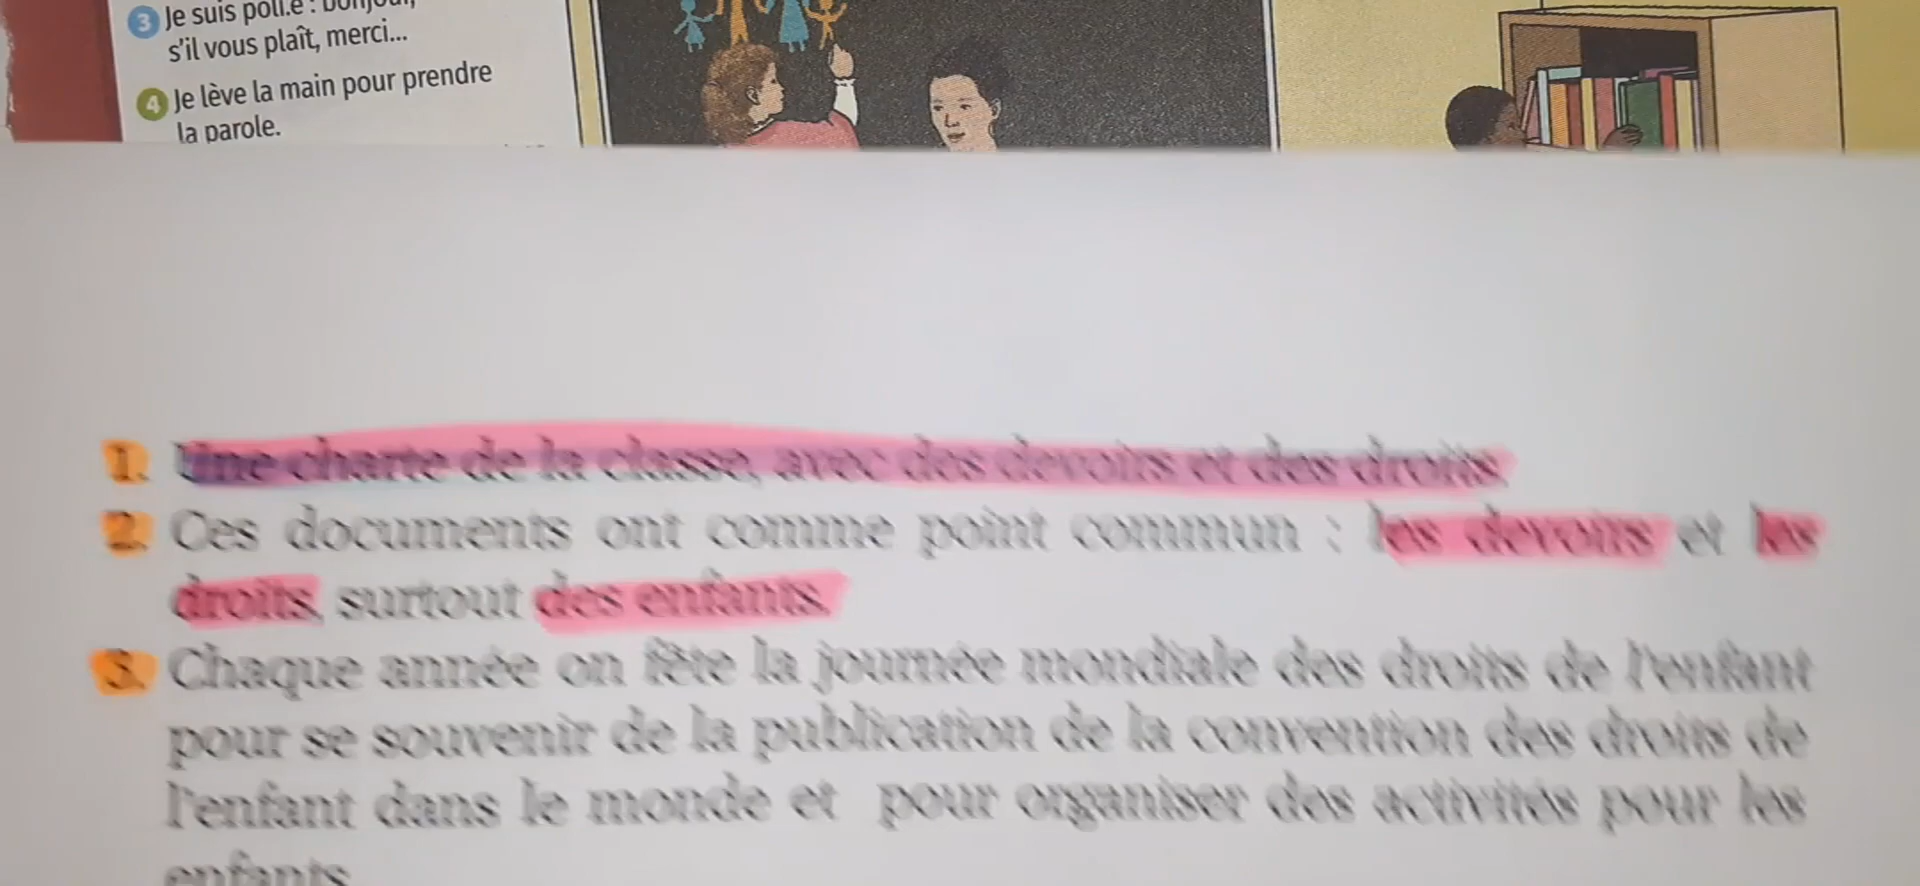 3 Je suis poli.e : bonjour,
s'il vous plaît, merci...
4 Je lève la main pour prendre
la parole.
1. Une charte de la classe, avec des devoirs et des droits.
2. Ces documents ont comme point commun : les devoirs et les
droits, surtout des enfants.
3. Chaque année on fête la journée mondiale des droits de l'enfant
pour se souvenir de la publication de la convention des droits de
l'enfant dans le monde et pour organiser des activités pour les
enfants